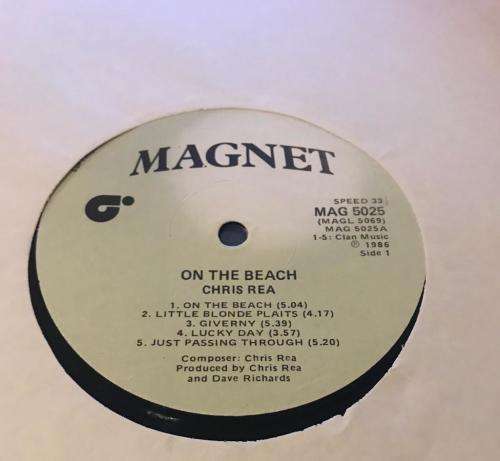 MAGNET
SPEED 33
MAG 5025
(MAGL 5069)
MAG 5025A
1-5: Clan Music
℗ 1986
Side 1
ON THE BEACH
CHRIS REA
1. ON THE BEACH (5.04)
2. LITTLE BLONDE PLAITS (4.17)
3. GIVERNY (5.39)
4. LUCKY DAY (3.57)
5. JUST PASSING THROUGH (5.20)
Composer: Chris Rea
Produced by Chris Rea
and Dave Richards